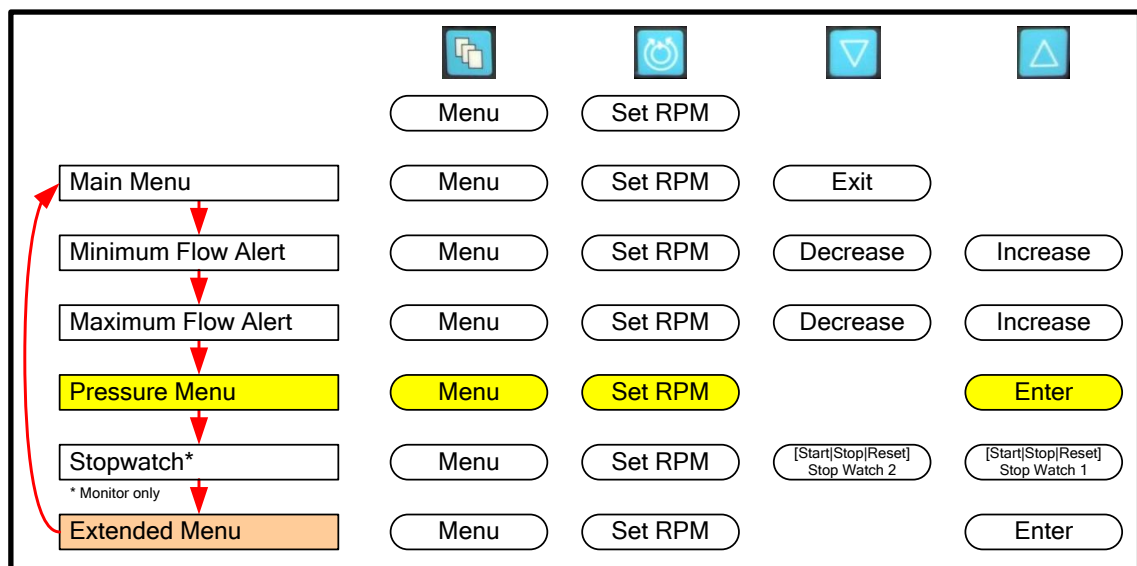 Menu Set RPM
Main Menu Menu Set RPM Exit
Minimum Flow Alert Menu Set RPM Decrease Increase
Maximum Flow Alert Menu Set RPM Decrease Increase
Pressure Menu Menu Set RPM Enter
Stopwatch* Menu Set RPM [Start|Stop|Reset] [Start|Stop|Reset]
Stop Watch 2 Stop Watch 1
* Monitor only
Extended Menu Menu Set RPM Enter